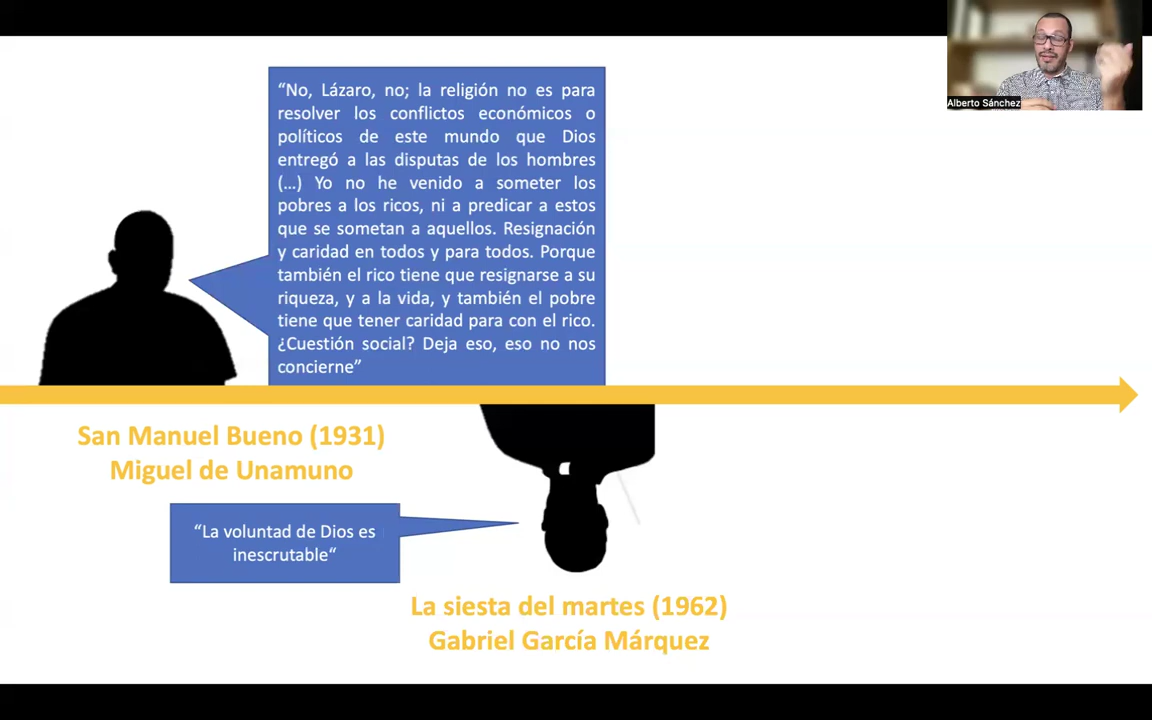 “No, Lázaro, no; la religión no es para
resolver los conflictos económicos o
políticos de este mundo que Dios
entregó a las disputas de los hombres
(…) Yo no he venido a someter los
pobres a los ricos, ni a predicar a estos
que se sometan a aquellos. Resignación
y caridad en todos y para todos. Porque
también el rico tiene que resignarse a su
riqueza, y a la vida, y también el pobre
tiene que tener caridad para con el rico.
¿Cuestión social? Deja eso, eso no nos
concierne”
Alberto Sánchez
San Manuel Bueno (1931)
Miguel de Unamuno
“La voluntad de Dios es
inescrutable“
La siesta del martes (1962)
Gabriel García Márquez